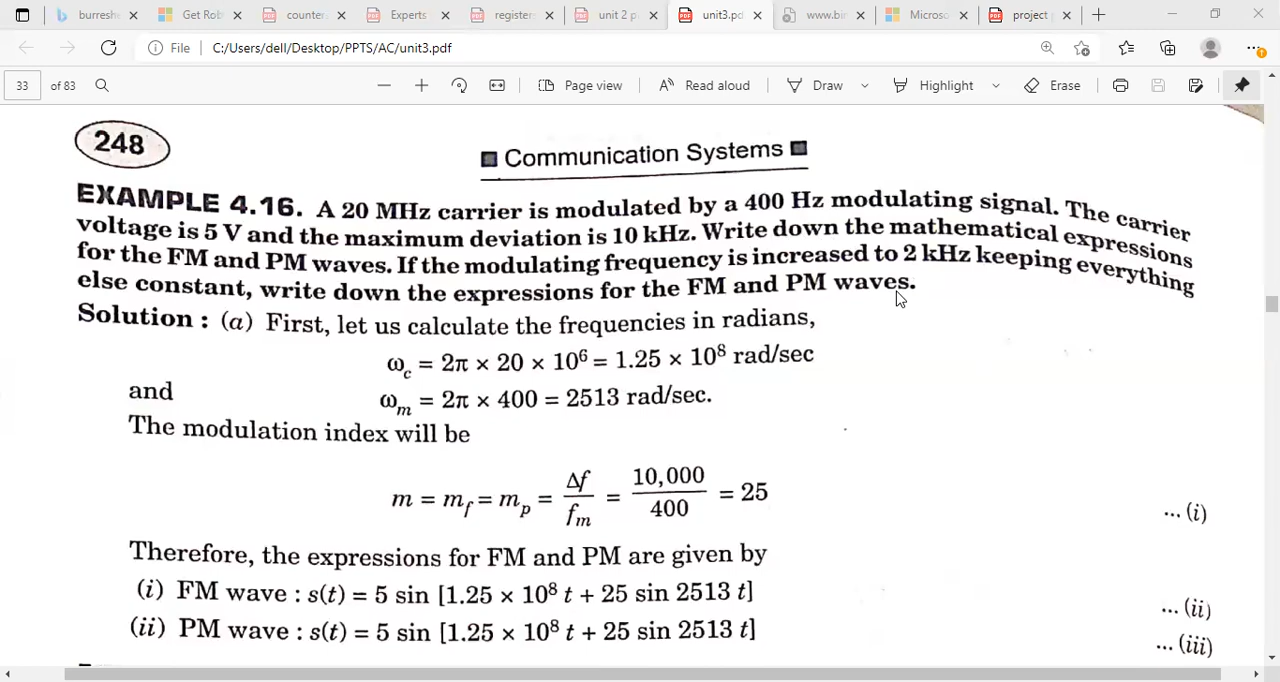 burreshe
Get Rob
counter
Experts
register
unit 2 p
unit3.pd
www.bir
Microso
project
File C:/Users/dell/Desktop/PPTS/AC/unit3.pdf
33 of 83 Page view Read aloud Draw Highlight Erase
248
Communication Systems
EXAMPLE 4.16. A 20 MHz carrier is modulated by a 400 Hz modulating signal. The carrier
voltage is 5 V and the maximum deviation is 10 kHz. Write down the mathematical expressions
for the FM and PM waves. If the modulating frequency is increased to 2 kHz keeping everything
else constant, write down the expressions for the FM and PM waves.
Solution : (a) First, let us calculate the frequencies in radians,
ωc = 2π × 20 × 10⁶ = 1.25 × 10⁸ rad/sec
and ωm = 2π × 400 = 2513 rad/sec.
The modulation index will be
m = mf = mp = Δf / fm = 10,000 / 400 = 25 ... (i)
Therefore, the expressions for FM and PM are given by
(i) FM wave : s(t) = 5 sin [1.25 × 10⁸ t + 25 sin 2513 t] ... (ii)
(ii) PM wave : s(t) = 5 sin [1.25 × 10⁸ t + 25 sin 2513 t] ... (iii)